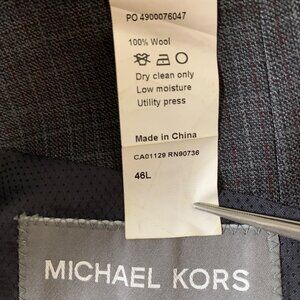 PO 4900076047
100% Wool
Dry clean only
Low moisture
Utility press
Made in China
CA01129 RN90736
46L
MICHAEL KORS